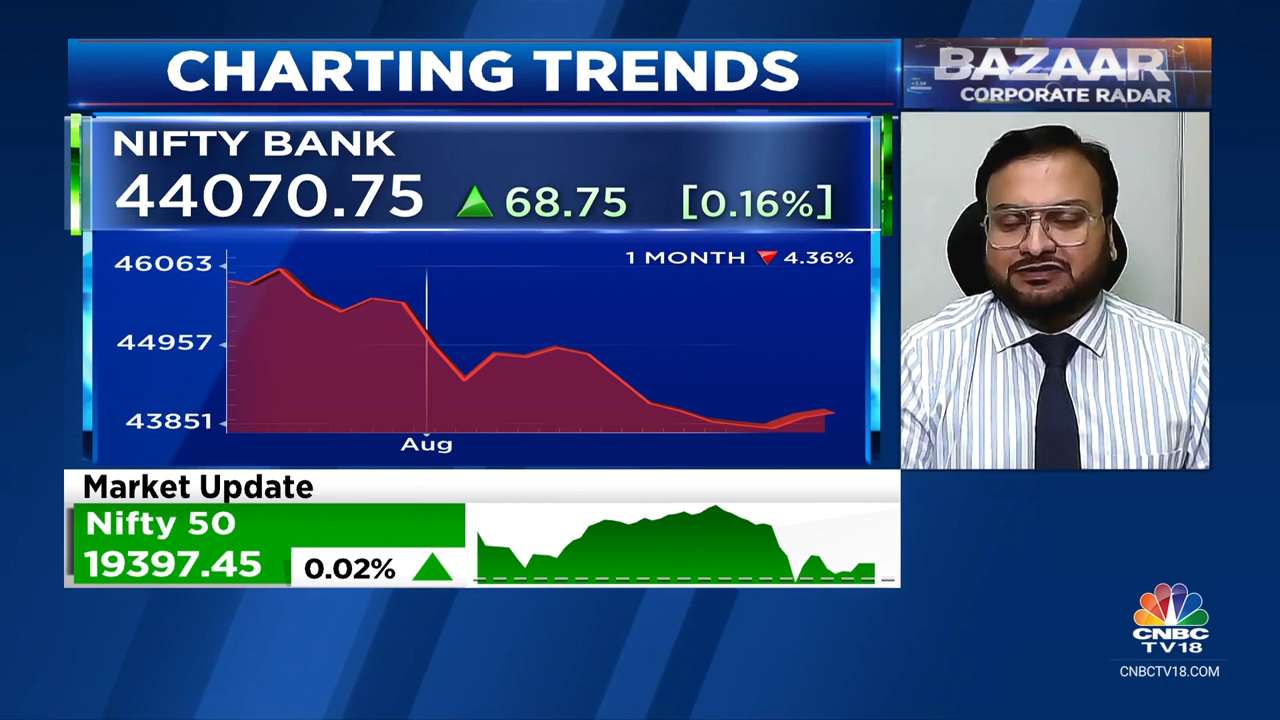 CHARTING TRENDS
BAZAAR
CORPORATE RADAR
NIFTY BANK
44070.75 68.75 [0.16%]
1 MONTH 4.36%
46063
44957
43851
Aug
Market Update
Nifty 50
19397.45 0.02%
CNBC
TV18
CNBCTV18.COM